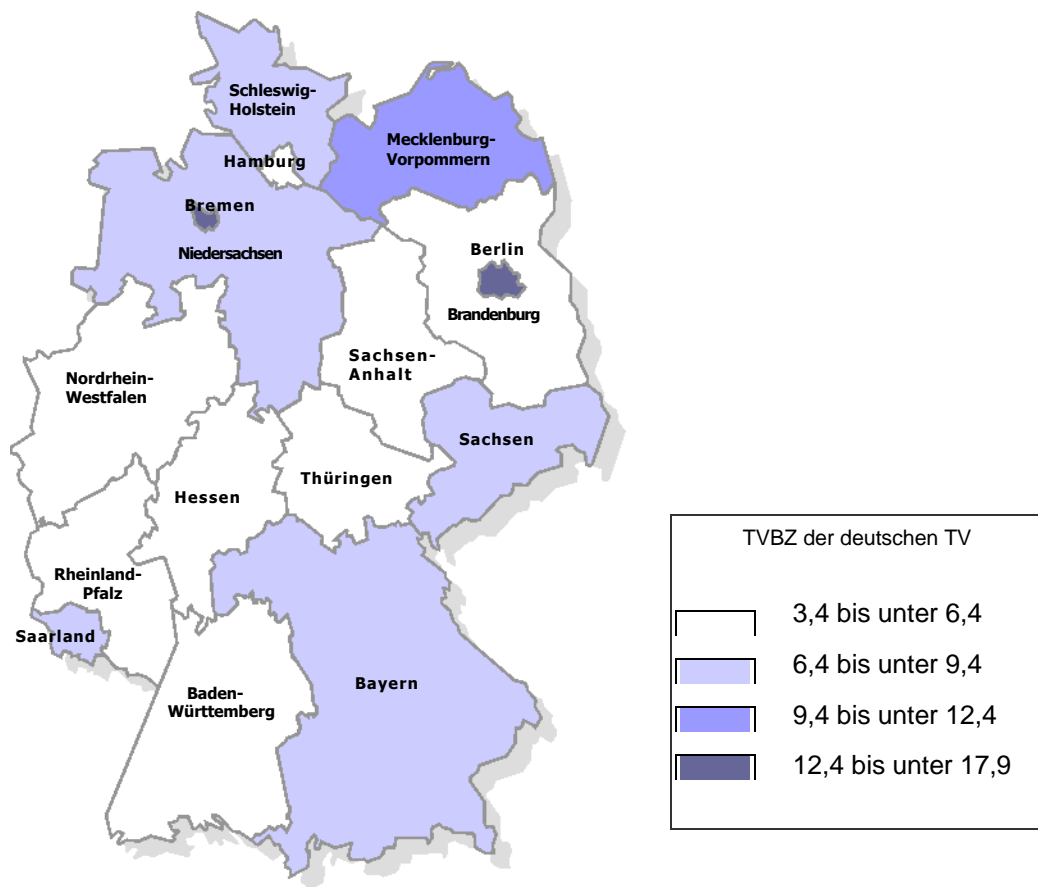 Schleswig-
Holstein
Mecklenburg-
Vorpommern
Hamburg
Bremen
Niedersachsen
Berlin
Brandenburg
Sachsen-
Anhalt
Nordrhein-
Westfalen
Sachsen
Thüringen
Hessen
Rheinland-
Pfalz
Saarland
Bayern
Baden-
Württemberg
TVBZ der deutschen TV
3,4 bis unter 6,4
6,4 bis unter 9,4
9,4 bis unter 12,4
12,4 bis unter 17,9